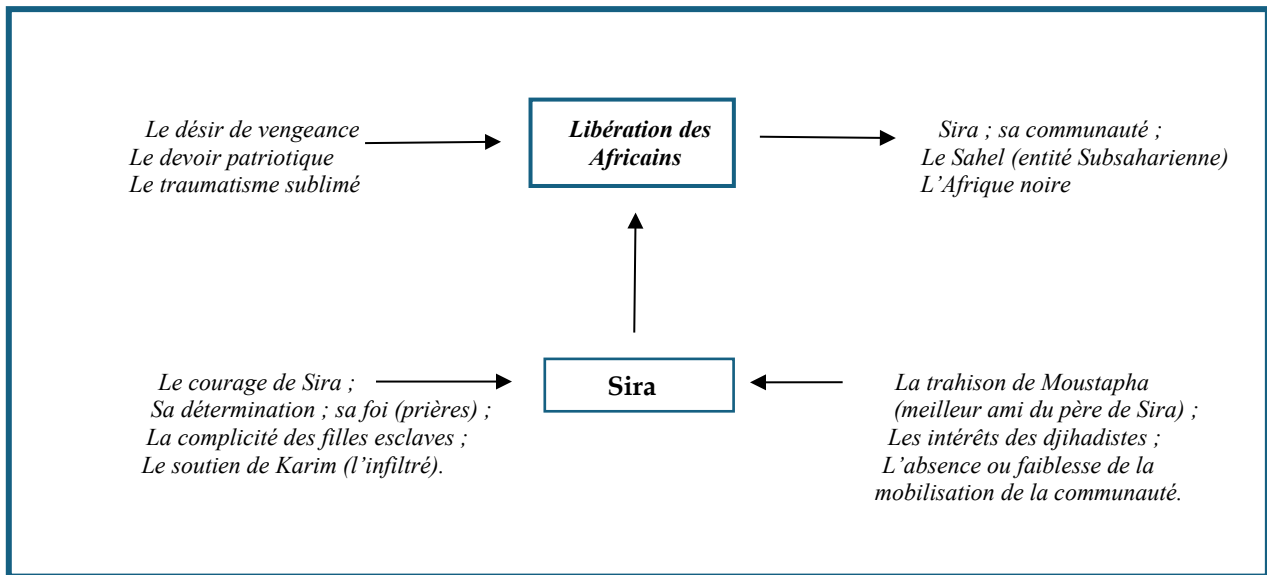 Le désir de vengeance
Le devoir patriotique
Le traumatisme sublimé
Libération des
Africains
Sira ; sa communauté ;
Le Sahel (entité Subsaharienne)
L’Afrique noire
Le courage de Sira ;
Sa détermination ; sa foi (prières) ;
La complicité des filles esclaves ;
Le soutien de Karim (l’infiltré).
Sira
La trahison de Moustapha
(meilleur ami du père de Sira) ;
Les intérêts des djihadistes ;
L’absence ou faiblesse de la
mobilisation de la communauté.